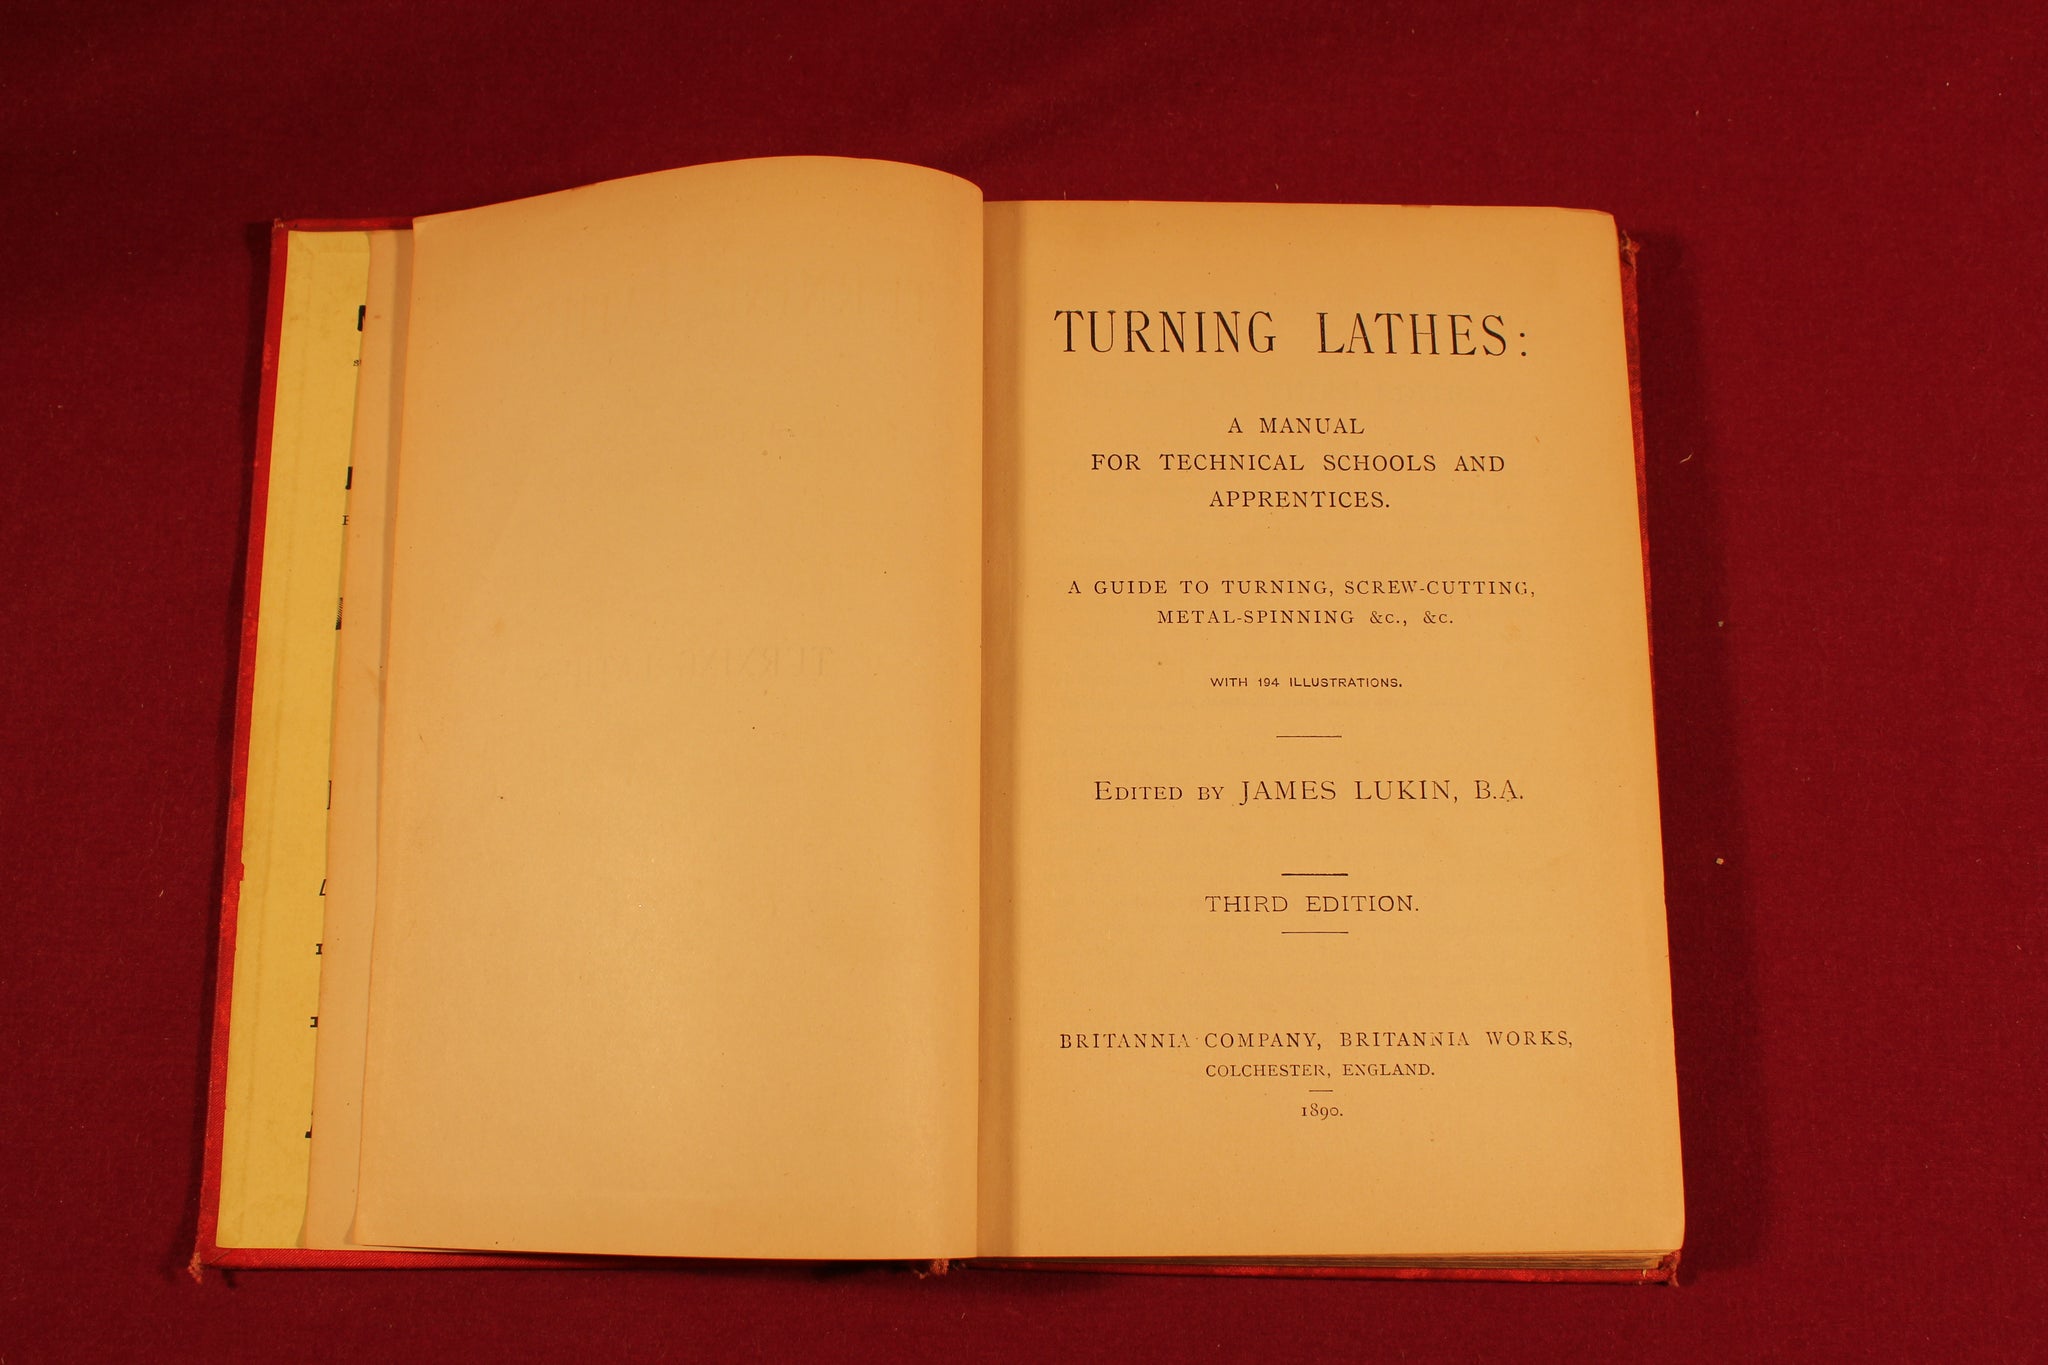 TURNING LATHES:
A MANUAL
FOR TECHNICAL SCHOOLS AND
APPRENTICES.
A GUIDE TO TURNING, SCREW-CUTTING,
METAL-SPINNING &c., &c.
WITH 194 ILLUSTRATIONS.
EDITED BY JAMES LUKIN, B.A.
THIRD EDITION.
BRITANNIA COMPANY, BRITANNIA WORKS,
COLCHESTER, ENGLAND.
1890.